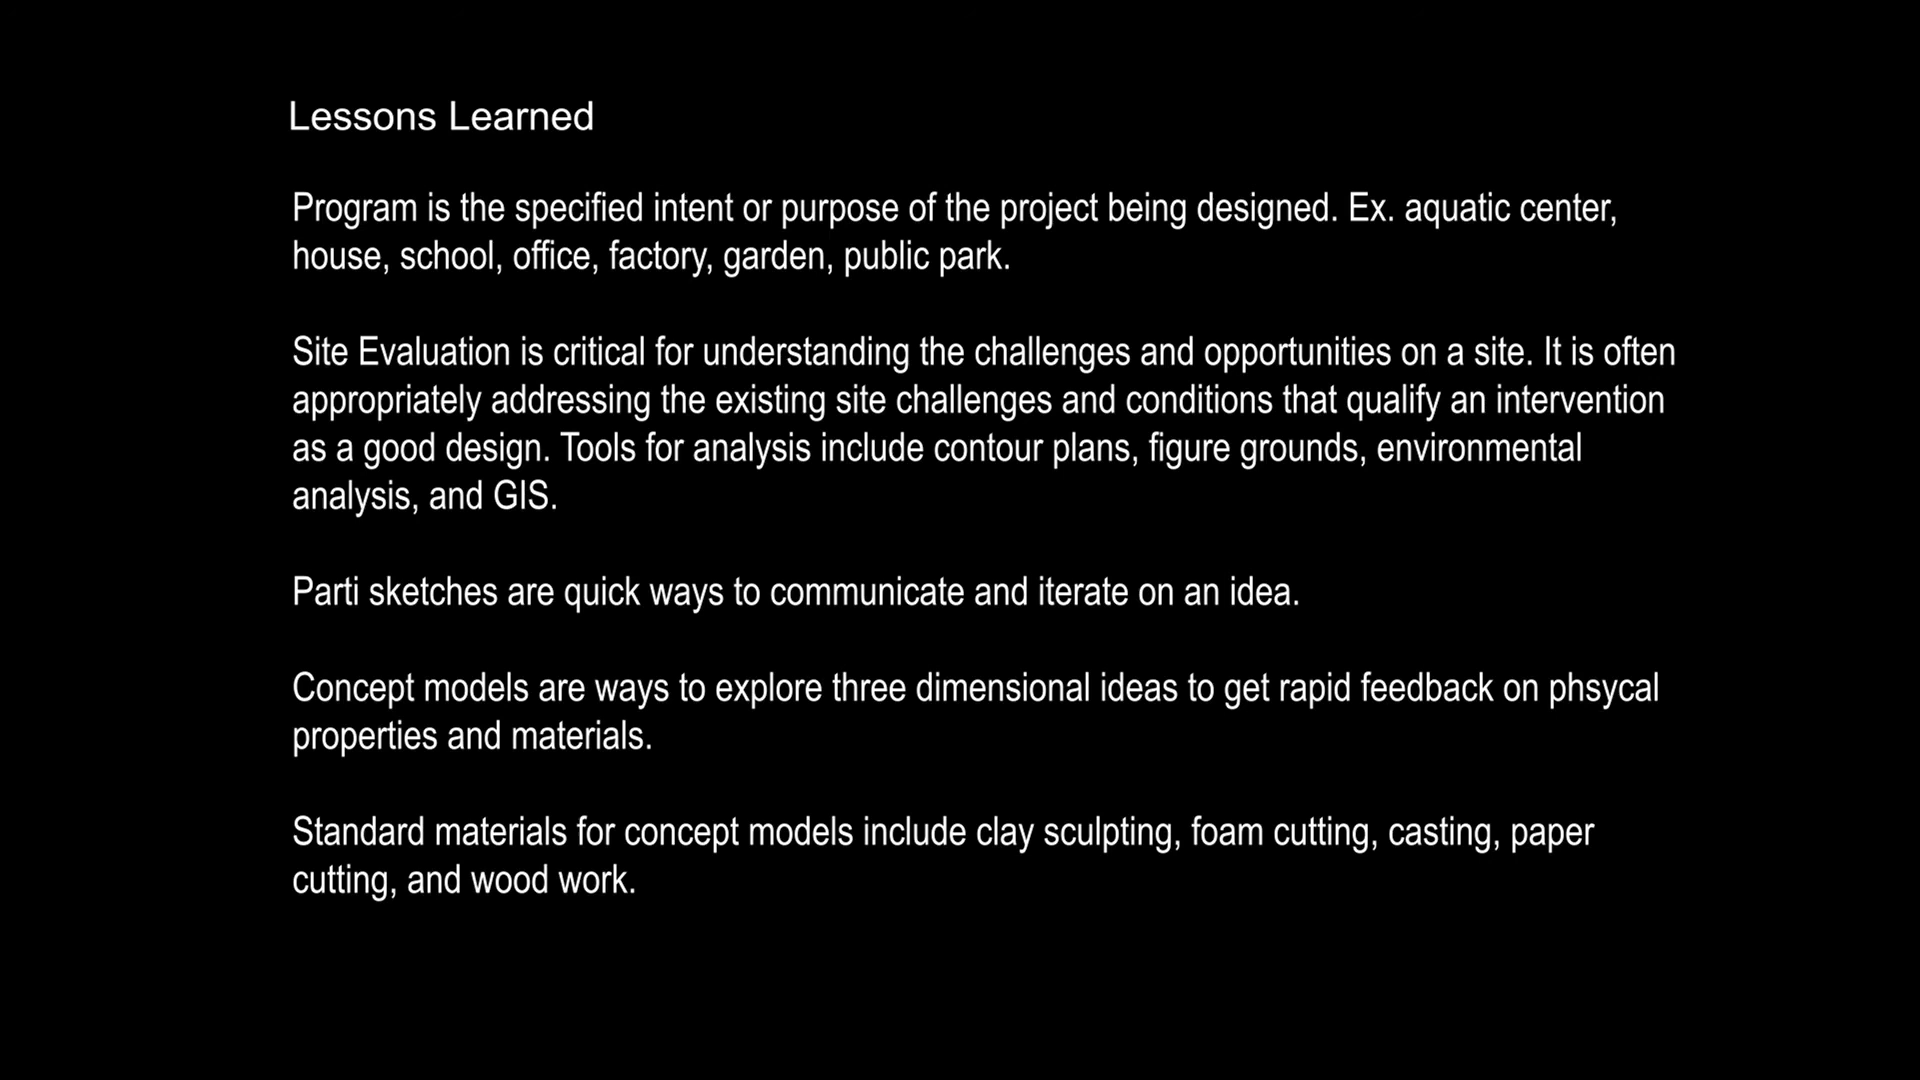 Lessons Learned
Program is the specified intent or purpose of the project being designed. Ex. aquatic center,
house, school, office, factory, garden, public park.
Site Evaluation is critical for understanding the challenges and opportunities on a site. It is often
appropriately addressing the existing site challenges and conditions that qualify an intervention
as a good design. Tools for analysis include contour plans, figure grounds, environmental
analysis, and GIS.
Parti sketches are quick ways to communicate and iterate on an idea.
Concept models are ways to explore three dimensional ideas to get rapid feedback on phsycal
properties and materials.
Standard materials for concept models include clay sculpting, foam cutting, casting, paper
cutting, and wood work.